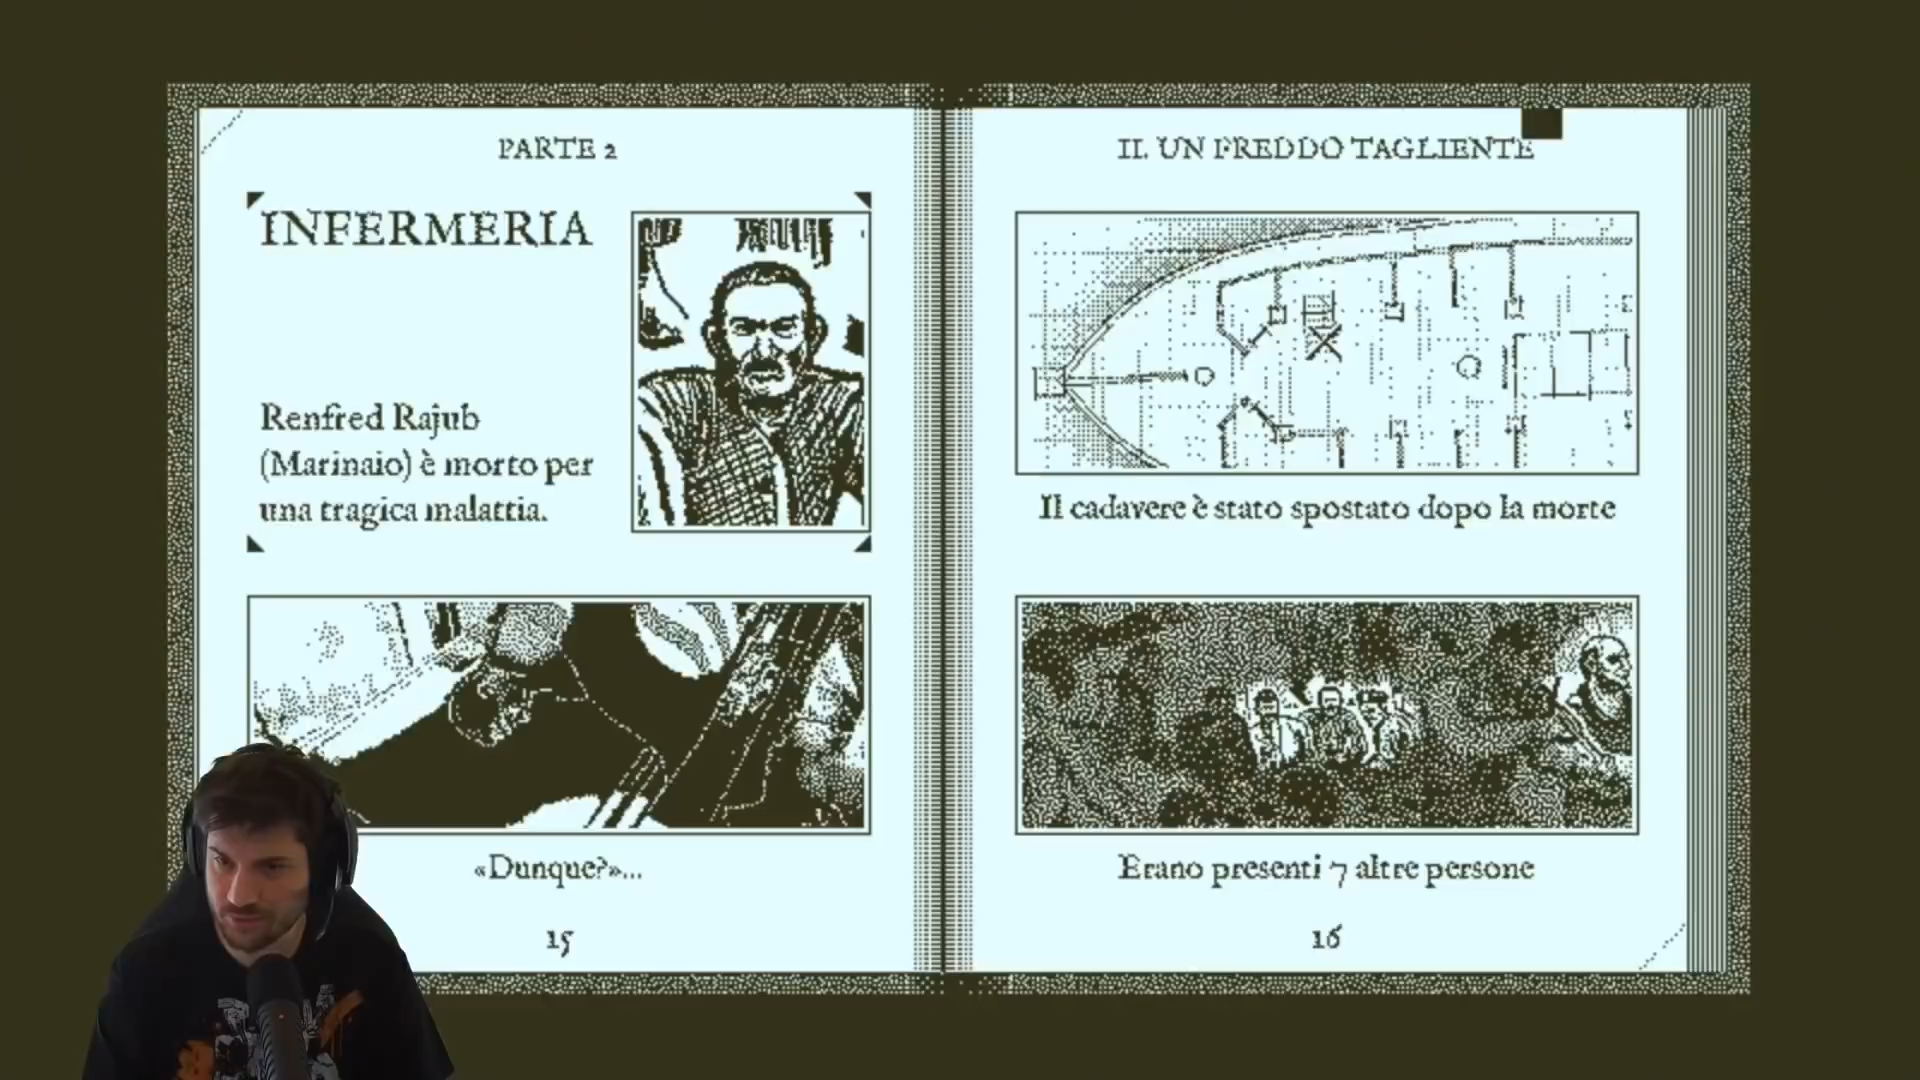 PARTE 2
INFERMERIA
Renfred Rajub
(Marinaio) è morto per
una tragica malattia.
«Dunque?»...
15
II. UN FREDDO TAGLIENTE
Il cadavere è stato spostato dopo la morte
Erano presenti 7 altre persone
16